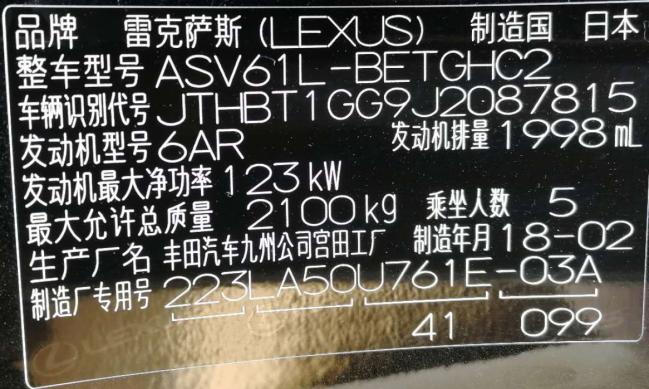 品牌 雷克萨斯(LEXUS) 制造国 日本
整车型号 ASV61L-BETGHC2
车辆识别代号 JTHBT1GG9J2087815
发动机型号 6AR 发动机排量 1998 mL
发动机最大净功率 123 kW
最大允许总质量 2100 kg 乘坐人数 5
生产厂名 丰田汽车九州公司宫田工厂 制造年月 18-02
制造厂专用号 223LA50U761E-03A
41 099